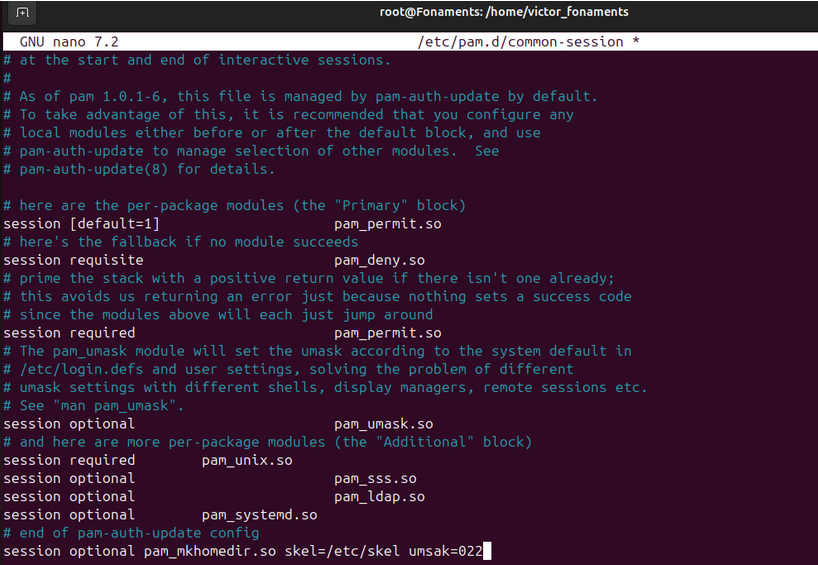 root@Fonaments: /home/victor_fonaments
GNU nano 7.2 /etc/pam.d/common-session *
# at the start and end of interactive sessions.
#
# As of pam 1.0.1-6, this file is managed by pam-auth-update by default.
# To take advantage of this, it is recommended that you configure any
# local modules either before or after the default block, and use
# pam-auth-update to manage selection of other modules.  See
# pam-auth-update(8) for details.

# here are the per-package modules (the "Primary" block)
session [default=1]                     pam_permit.so
# here's the fallback if no module succeeds
session requisite                       pam_deny.so
# prime the stack with a positive return value if there isn't one already;
# this avoids us returning an error just because nothing sets a success code
# since the modules above will each just jump around
session required                        pam_permit.so
# The pam_umask module will set the umask according to the system default in
# /etc/login.defs and user settings, solving the problem of different
# umask settings with different shells, display managers, remote sessions etc.
# See "man pam_umask".
session optional                        pam_umask.so
# and here are more per-package modules (the "Additional" block)
session required        pam_unix.so
session optional                        pam_sss.so
session optional                        pam_ldap.so
session optional        pam_systemd.so
# end of pam-auth-update config
session optional pam_mkhomedir.so skel=/etc/skel umsak=022